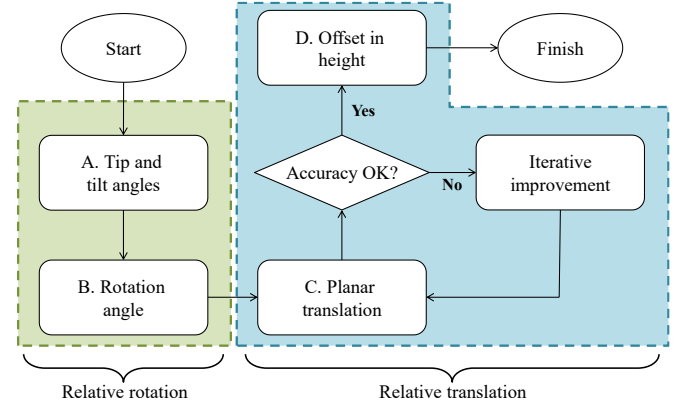 Start
A. Tip and
tilt angles
B. Rotation
angle
Relative rotation
D. Offset in
height
Finish
Yes
Accuracy OK?
No
Iterative
improvement
C. Planar
translation
Relative translation